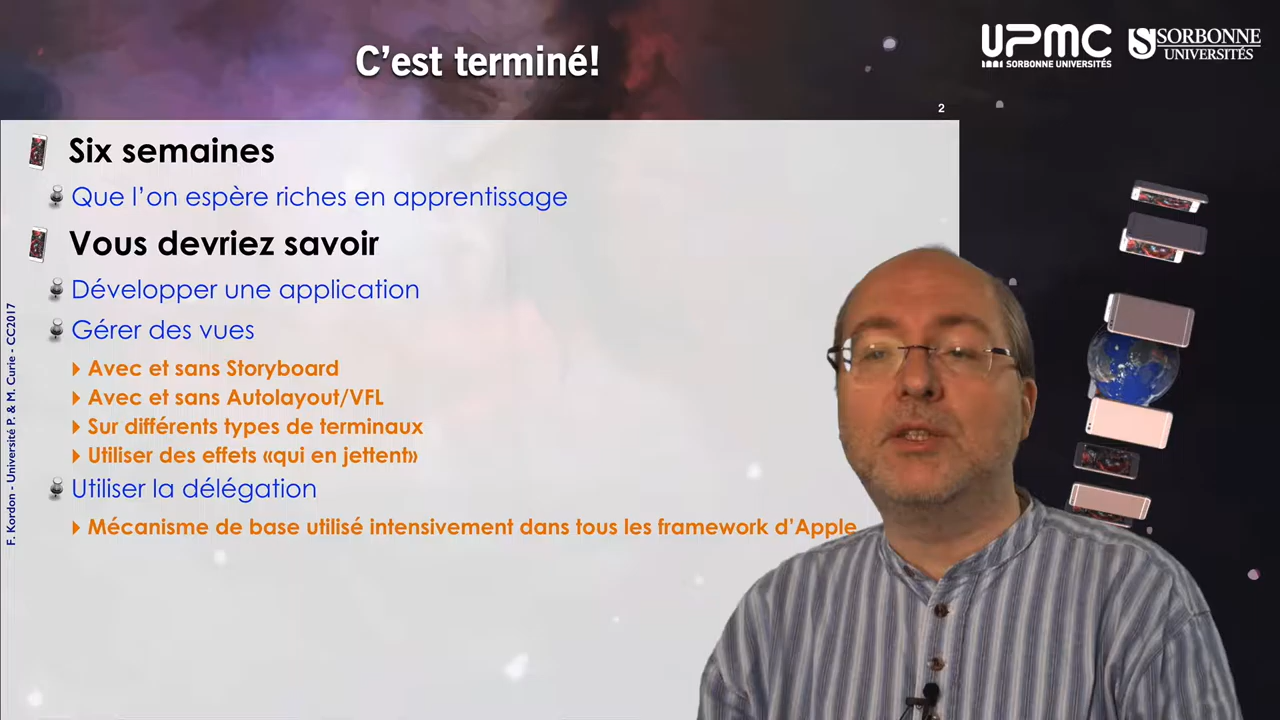 C’est terminé!
UPMC
SORBONNE UNIVERSITÉS
SORBONNE
UNIVERSITÉS
2
Six semaines
Que l’on espère riches en apprentissage
Vous devriez savoir
Développer une application
Gérer des vues
Avec et sans Storyboard
Avec et sans Autolayout/VFL
Sur différents types de terminaux
Utiliser des effets «qui en jettent»
Utiliser la délégation
Mécanisme de base utilisé intensivement dans tous les framework d’Apple
F. Kordon - Université P. & M. Curie - CC2017